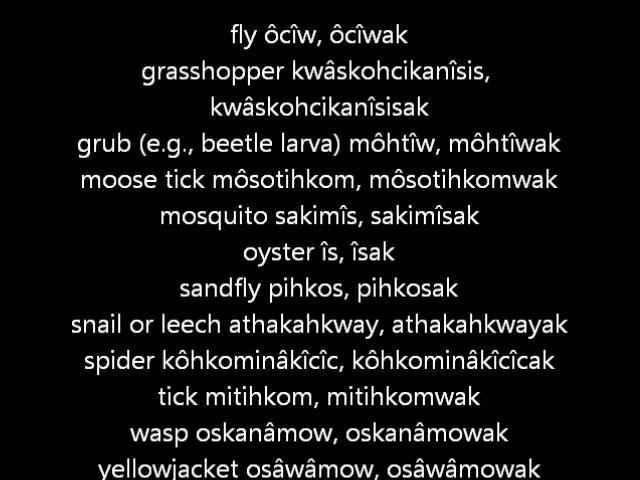 fly ôcîw, ôcîwak
grasshopper kwâskohcikanîsis,
kwâskohcikanîsisak
grub (e.g., beetle larva) môhtîw, môhtîwak
moose tick môsotihkom, môsotihkomwak
mosquito sakimîs, sakimîsak
oyster îs, îsak
sandfly pihkos, pihkosak
snail or leech athakahkway, athakahkwayak
spider kôhkominâkîcîc, kôhkominâkîcîcak
tick mitihkom, mitihkomwak
wasp oskanâmow, oskanâmowak
yellowjacket osâwâmow, osâwâmowak